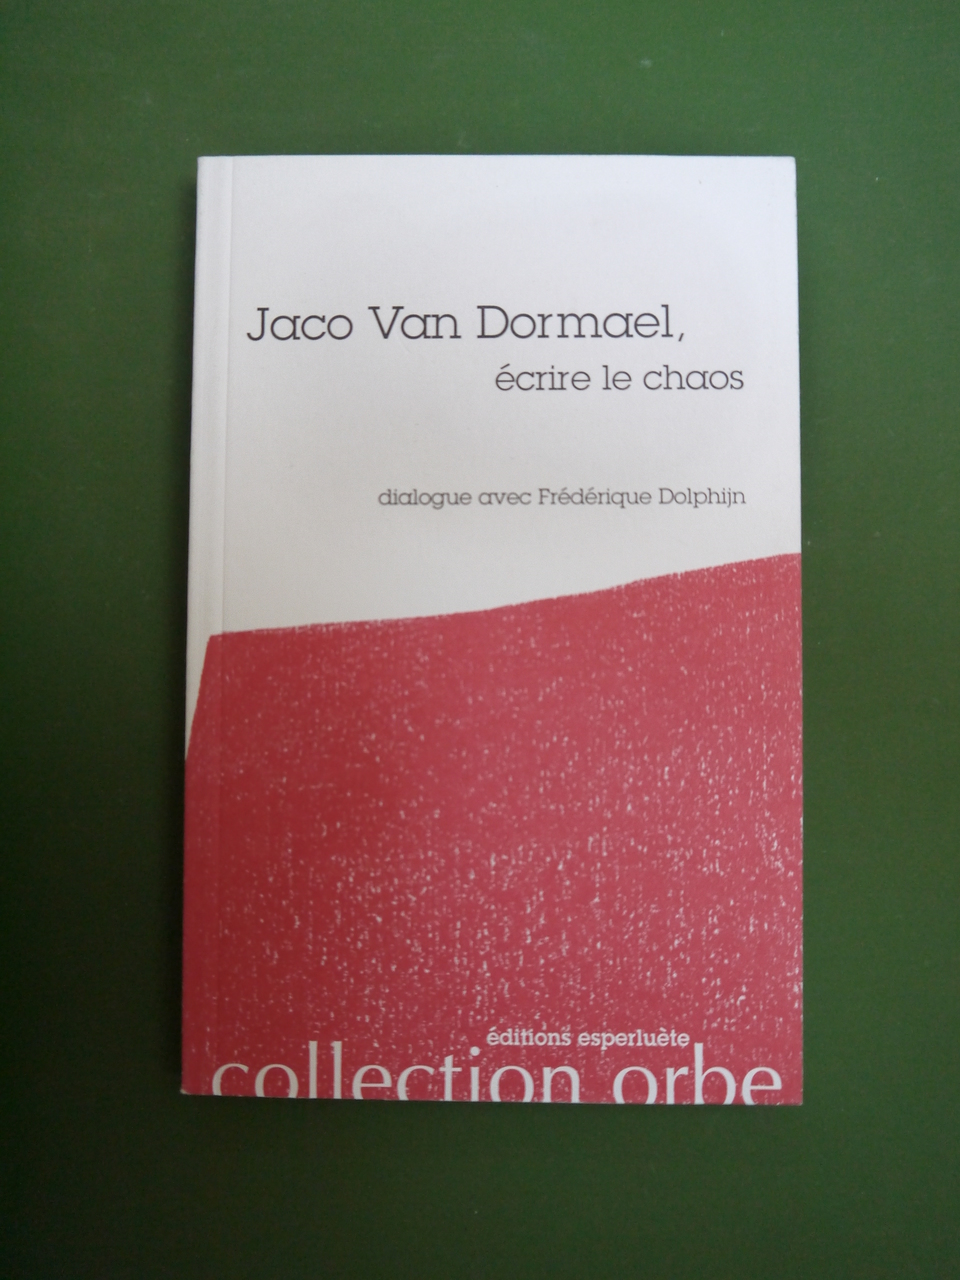 Jaco Van Dormael,
écrire le chaos
dialogue avec Frédérique Dolphijn
éditions esperluète
collection orbe